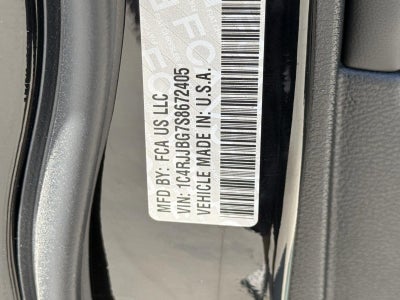 MFD BY: FCA US LLC
VIN: 1C4RJJBG7S8672405
VEHICLE MADE IN: U.S.A.